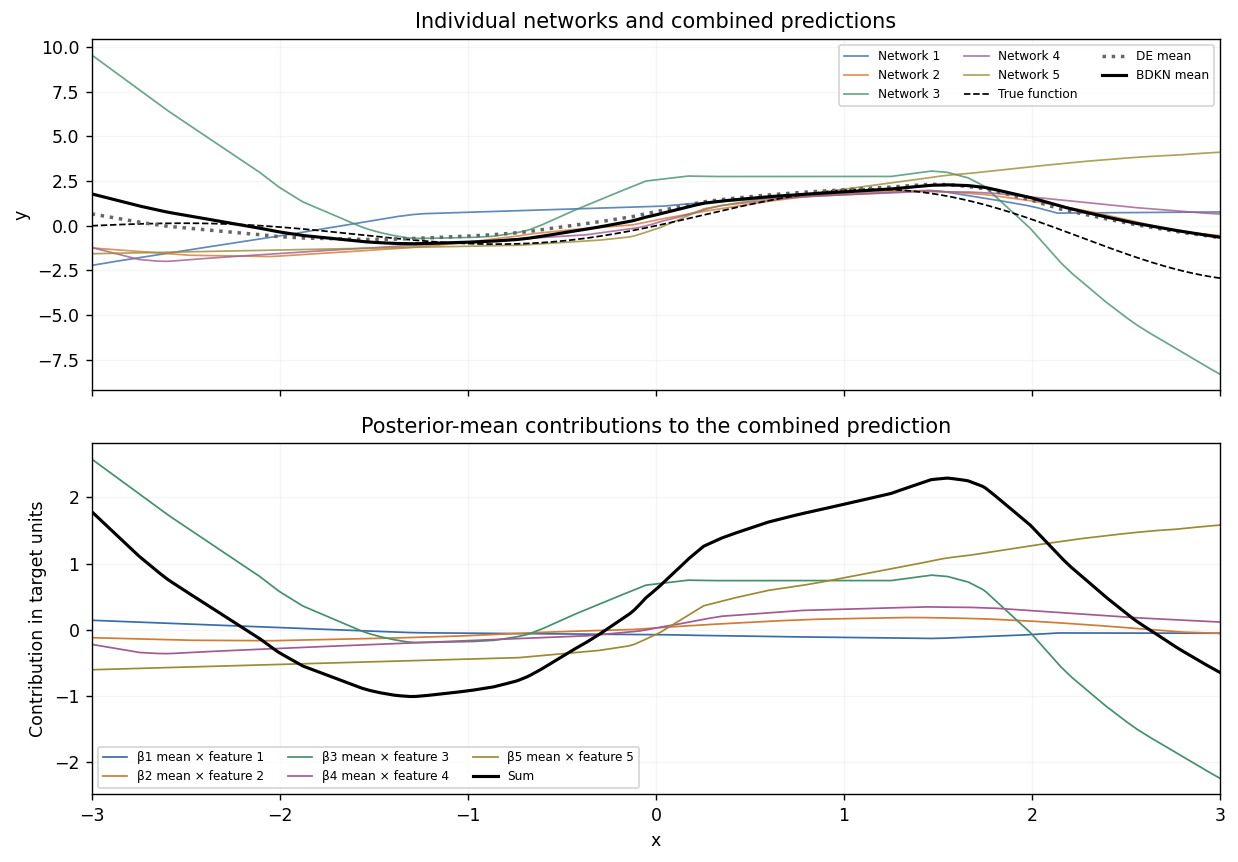 Individual networks and combined predictions
10.0
7.5
5.0
2.5
0.0
−2.5
−5.0
−7.5
y
Network 1 Network 4 DE mean
Network 2 Network 5 BDKN mean
Network 3 True function
Posterior-mean contributions to the combined prediction
2
1
0
−1
−2
Contribution in target units
β1 mean × feature 1 β3 mean × feature 3 β5 mean × feature 5
β2 mean × feature 2 β4 mean × feature 4 Sum
−3 −2 −1 0 1 2 3
x